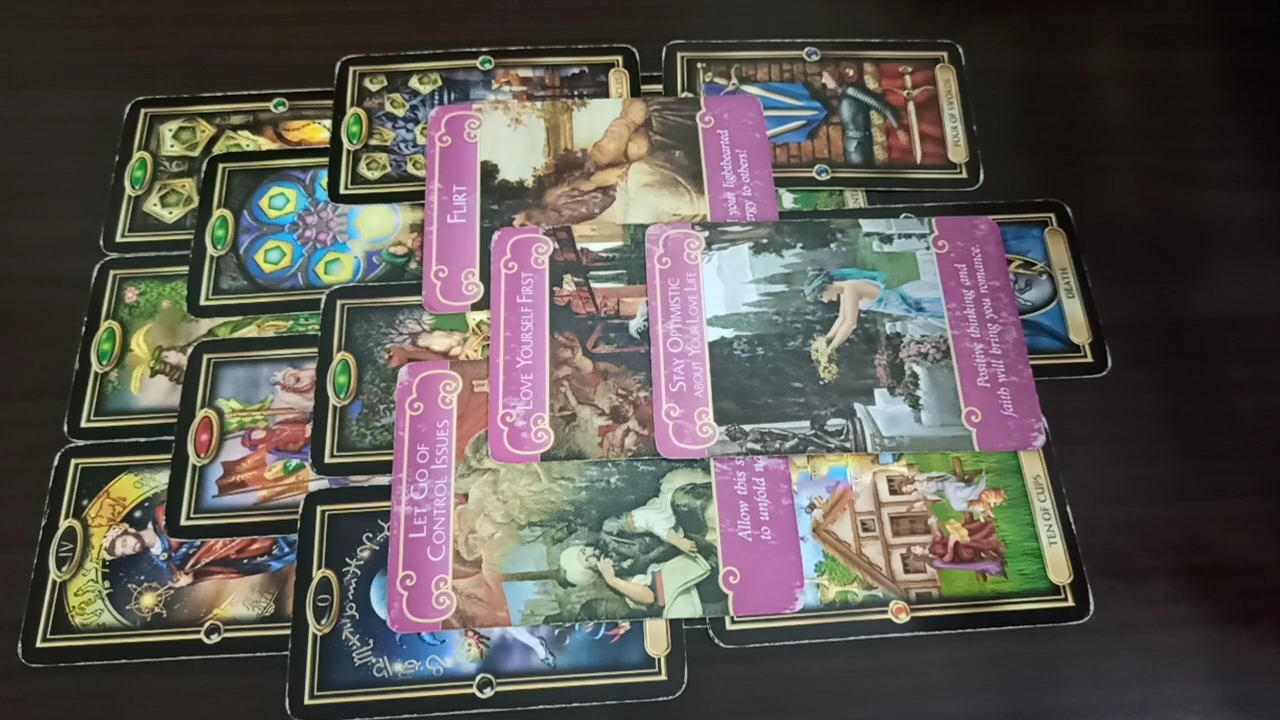 FLIRT
your lighthearted
ergy to others!
FOUR OF SWORDS
LOVE YOURSELF FIRST
STAY OPTIMISTIC
ABOUT YOUR LOVE LIFE
Positive thinking and
faith will bring you romance.
DEATH
LET GO OF
CONTROL ISSUES
Allow this s
to unfold na
TEN OF CUPS
IV
0